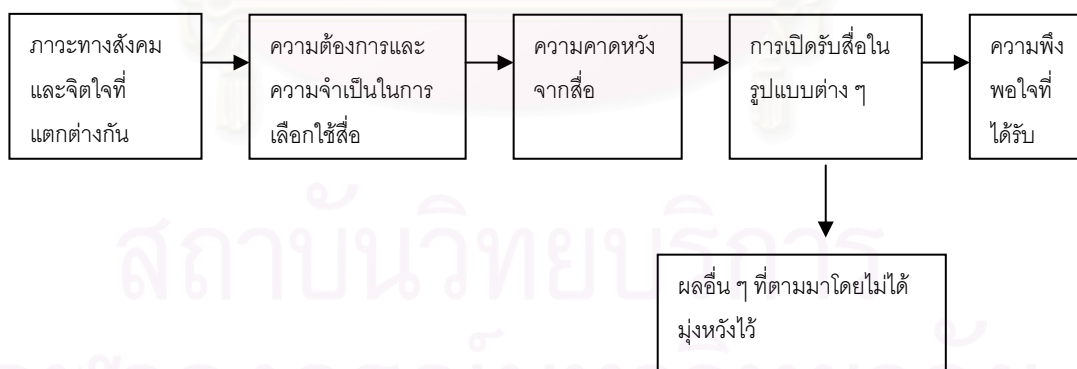 ภาวะทางสังคม
และจิตใจที่
แตกต่างกัน
ความต้องการและ
ความจำเป็นในการ
เลือกใช้สื่อ
ความคาดหวัง
จากสื่อ
การเปิดรับสื่อใน
รูปแบบต่าง ๆ
ความพึง
พอใจที่
ได้รับ
ผลอื่น ๆ ที่ตามมาโดยไม่ได้
มุ่งหวังไว้
สถาบันวิทยบริการ